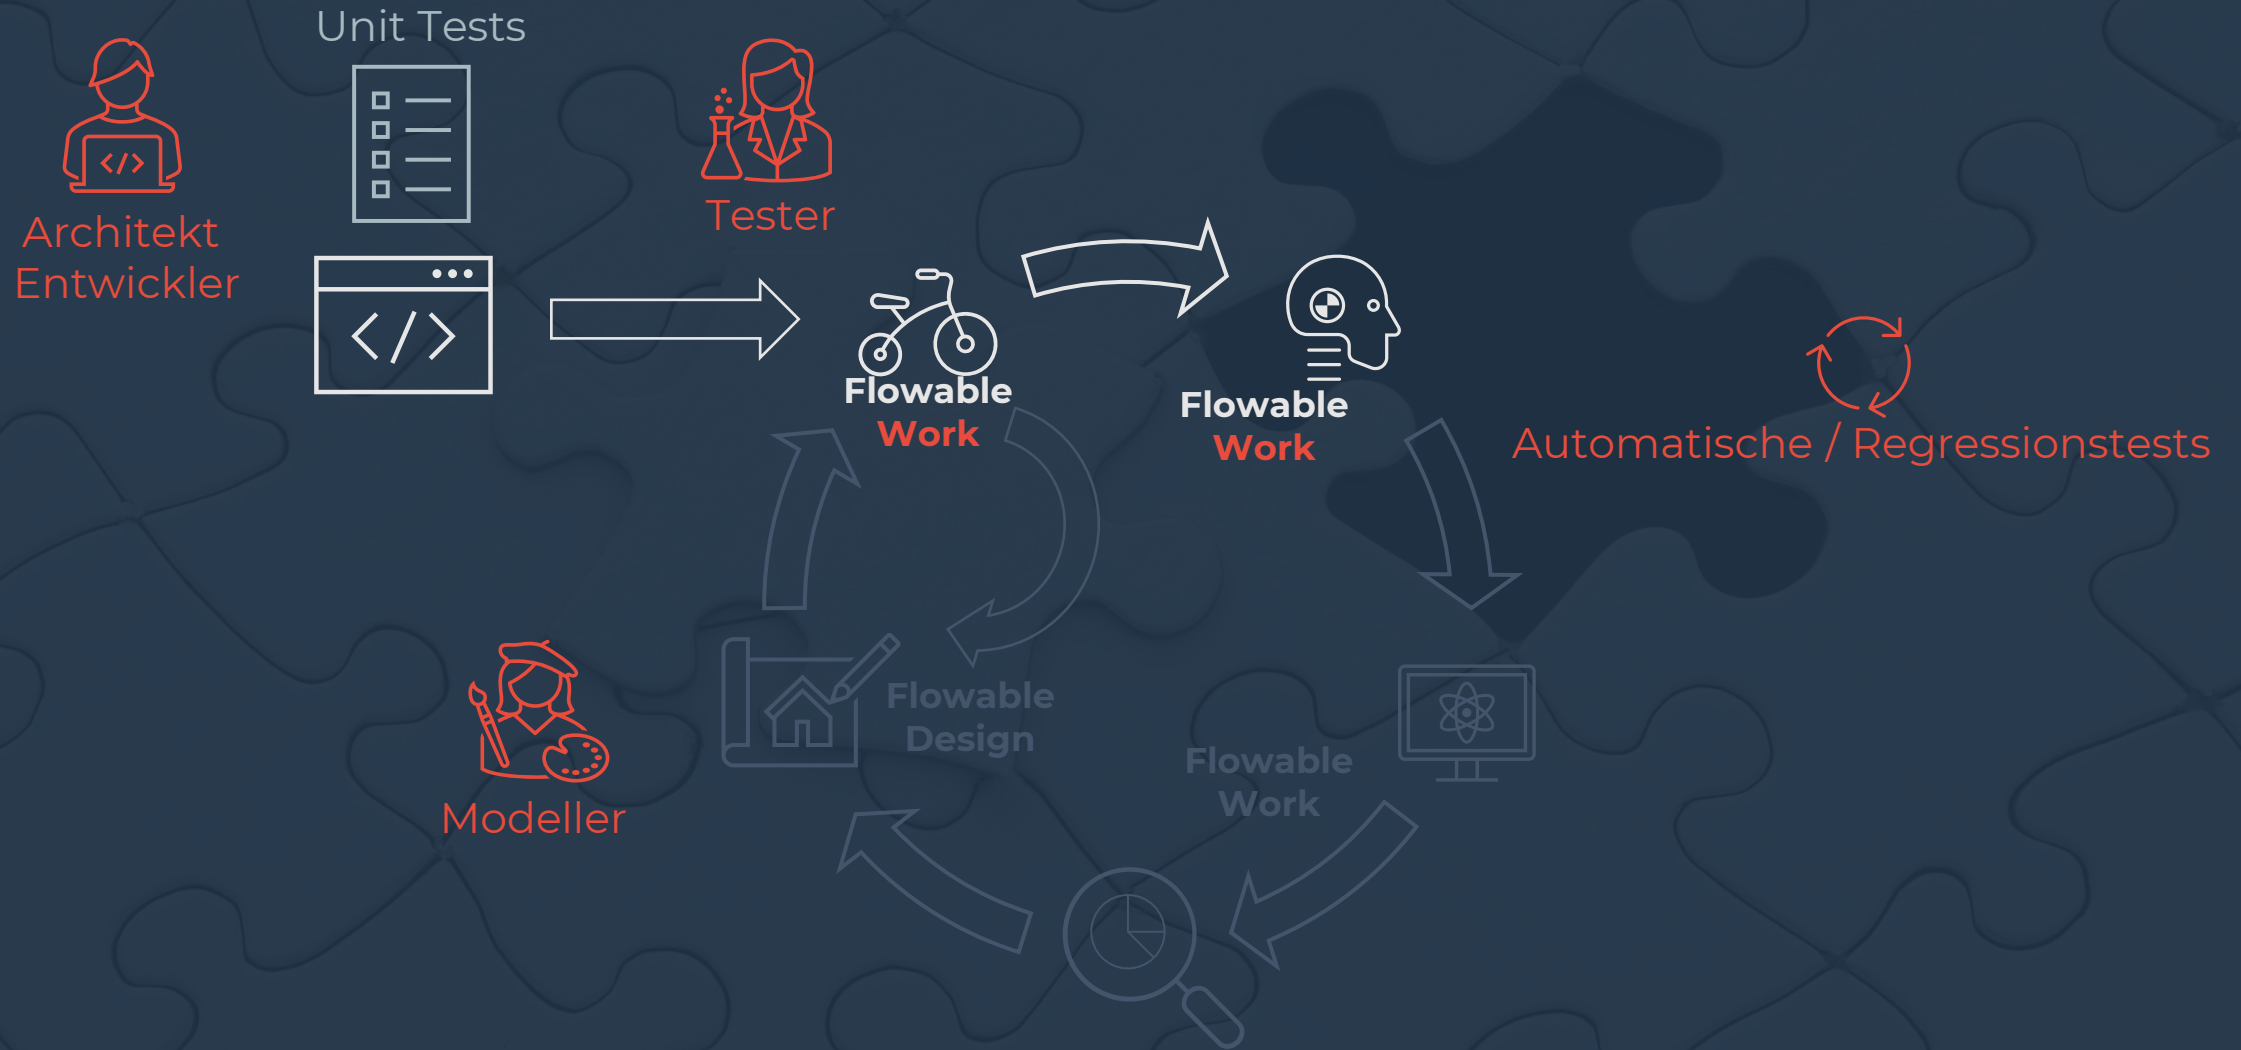 Unit Tests
Architekt
Entwickler
</>
</>
Tester
Flowable
Work
Flowable
Work
Automatische / Regressionstests
Modeller
Flowable
Design
Flowable
Work